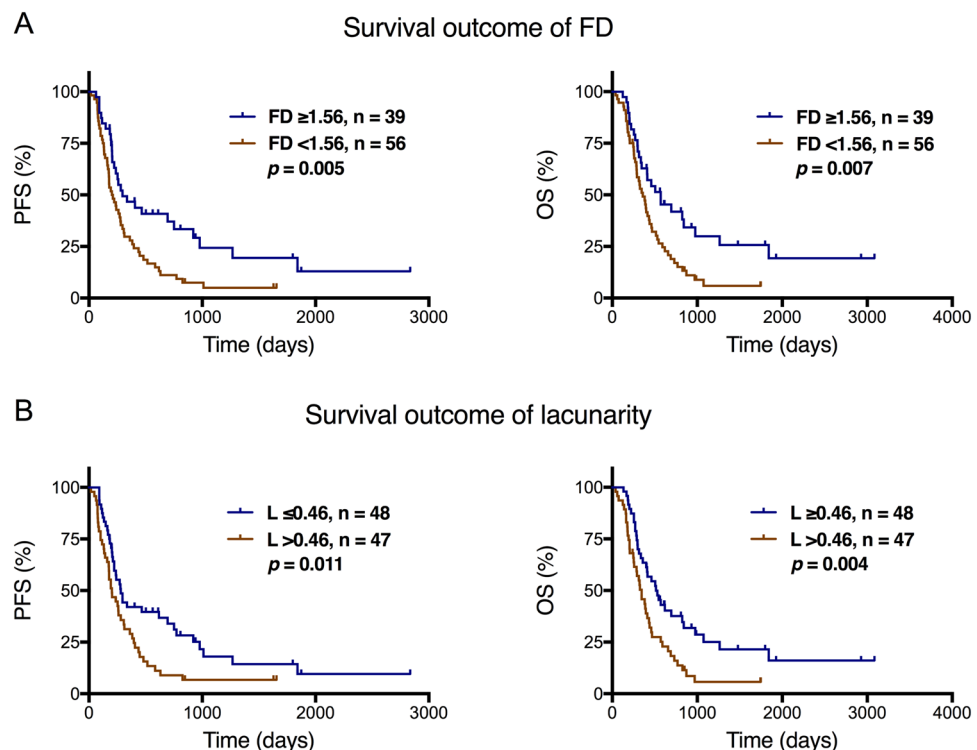 A
Survival outcome of FD
PFS (%)
100
75
50
25
0
FD ≥1.56, n = 39
FD <1.56, n = 56
p = 0.005
0 1000 2000 3000
Time (days)
OS (%)
100
75
50
25
0
FD ≥1.56, n = 39
FD <1.56, n = 56
p = 0.007
0 1000 2000 3000 4000
Time (days)
B
Survival outcome of lacunarity
PFS (%)
100
75
50
25
0
L ≤0.46, n = 48
L >0.46, n = 47
p = 0.011
0 1000 2000 3000
Time (days)
OS (%)
100
75
50
25
0
L ≥0.46, n = 48
L >0.46, n = 47
p = 0.004
0 1000 2000 3000 4000
Time (days)